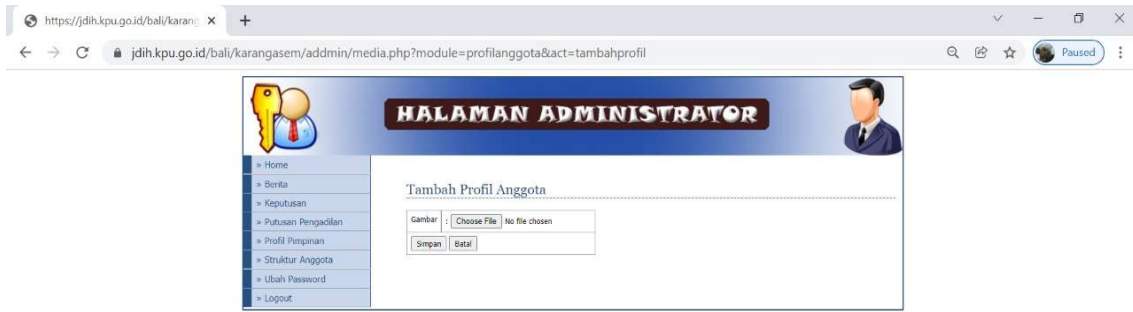 https://jdih.kpu.go.id/bali/karang
jdih.kpu.go.id/bali/karangasem/addmin/media.php?module=profilanggota&act=tambahprofil
Paused
HALAMAN ADMINISTRATOR
» Home
» Berita
» Keputusan
» Putusan Pengadilan
» Profil Pimpinan
» Struktur Anggota
» Ubah Password
» Logout
Tambah Profil Anggota
Gambar : Choose File No file chosen
Simpan Batal